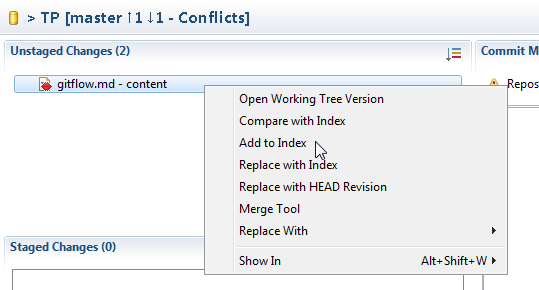 > TP [master ↑1 ↓1 - Conflicts]
Unstaged Changes (2)
Commit M
gitflow.md - content
Repos
Open Working Tree Version
Compare with Index
Add to Index
Replace with Index
Replace with HEAD Revision
Merge Tool
Replace With
Staged Changes (0)
Show In Alt+Shift+W